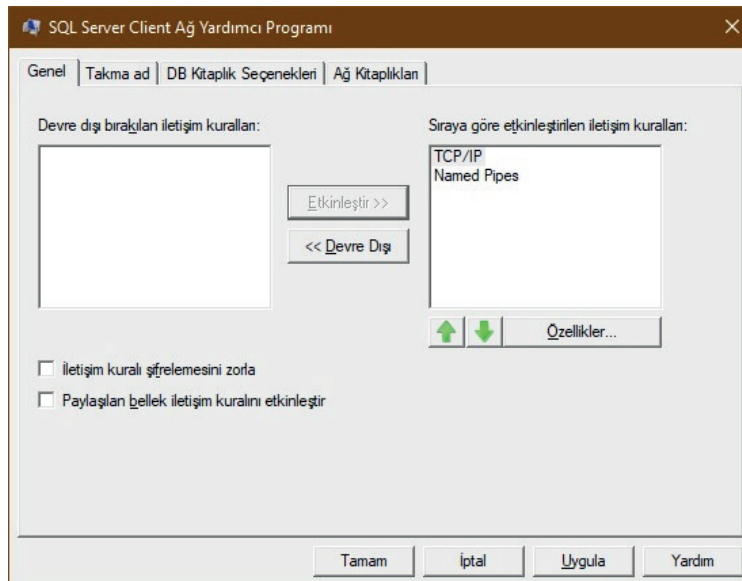 SQL Server Client Ağ Yardımcı Programı
Genel
Takma ad
DB Kitaplık Seçenekleri
Ağ Kitaplıkları
Devre dışı bırakılan iletişim kuralları:
Sıraya göre etkinleştirilen iletişim kuralları:
TCP/IP
Named Pipes
Etkinleştir >>
<< Devre Dışı
Özellikler...
İletişim kuralı şifrelemesini zorla
Paylaşılan bellek iletişim kuralını etkinleştir
Tamam
İptal
Uygula
Yardım